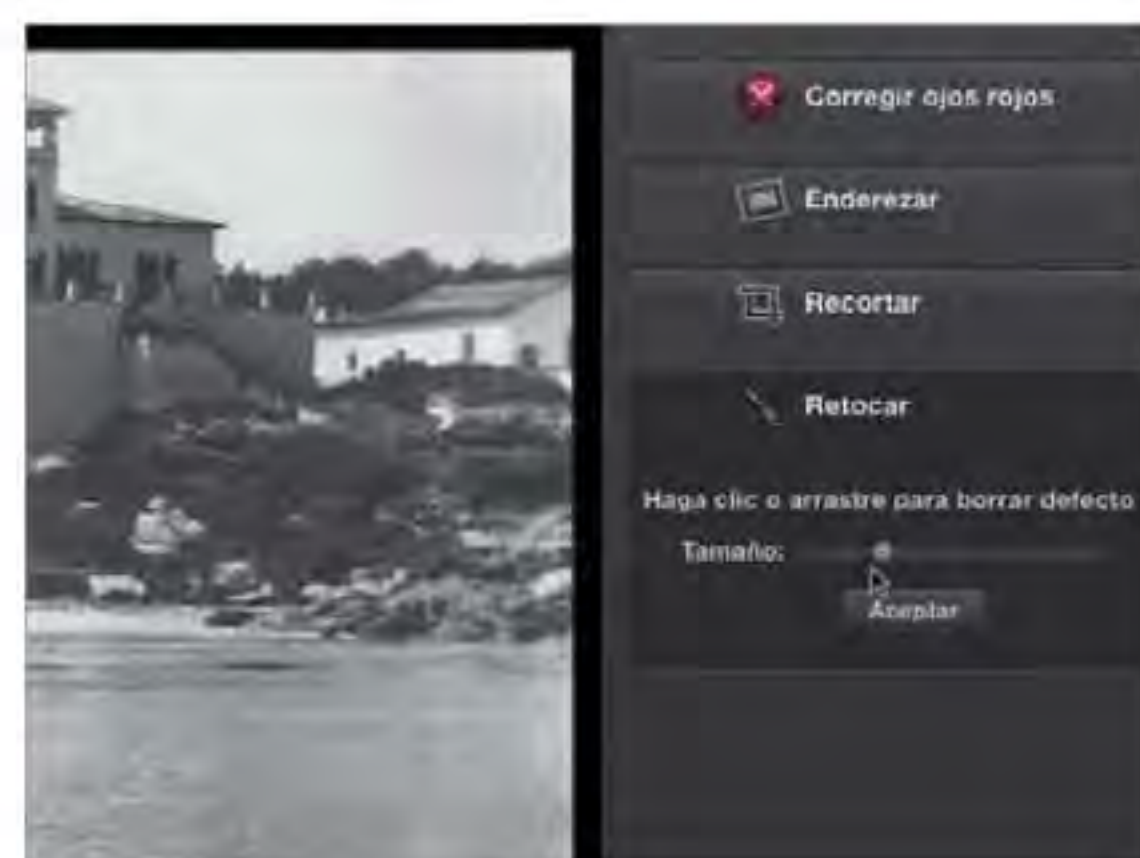 Corregir ojos rojos
Enderezar
Recortar
Retocar
Haga clic o arrastre para borrar defecto
Tamaño:
Aceptar